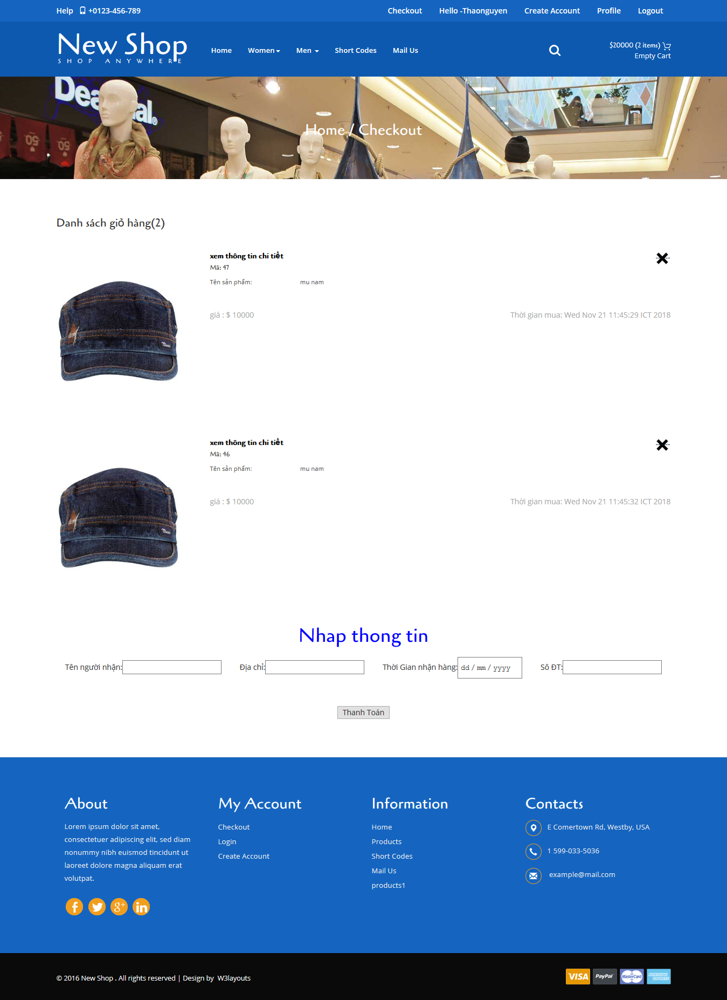 Help +0123-456-789
Checkout Hello -Thaonguyen Create Account Profile Logout
New Shop
SHOP ANYWHERE
Home Women Men Short Codes Mail Us
$20000 (2 items)
Empty Cart
Home / Checkout
Danh sách giỏ hàng(2)
xem thông tin chi tiết
Mã: 47
Tên sản phẩm: mu nam
giá : $ 10000 Thời gian mua: Wed Nov 21 11:45:29 ICT 2018
xem thông tin chi tiết
Mã: 46
Tên sản phẩm: mu nam
giá : $ 10000 Thời gian mua: Wed Nov 21 11:45:32 ICT 2018
Nhap thong tin
Tên người nhận: Địa chỉ: Thời Gian nhận hàng: dd / mm / yyyy Sô ĐT:
Thanh Toán
About
Lorem ipsum dolor sit amet,
consectetuer adipiscing elit, sed diam
nonummy nibh euismod tincidunt ut
laoreet dolore magna aliquam erat
volutpat.
My Account
Checkout
Login
Create Account
Information
Home
Products
Short Codes
Mail Us
products1
Contacts
E Comertown Rd, Westby, USA
1 599-033-5036
example@mail.com
© 2016 New Shop . All rights reserved | Design by W3layouts
VISA PayPal MasterCard AMERICAN EXPRESS